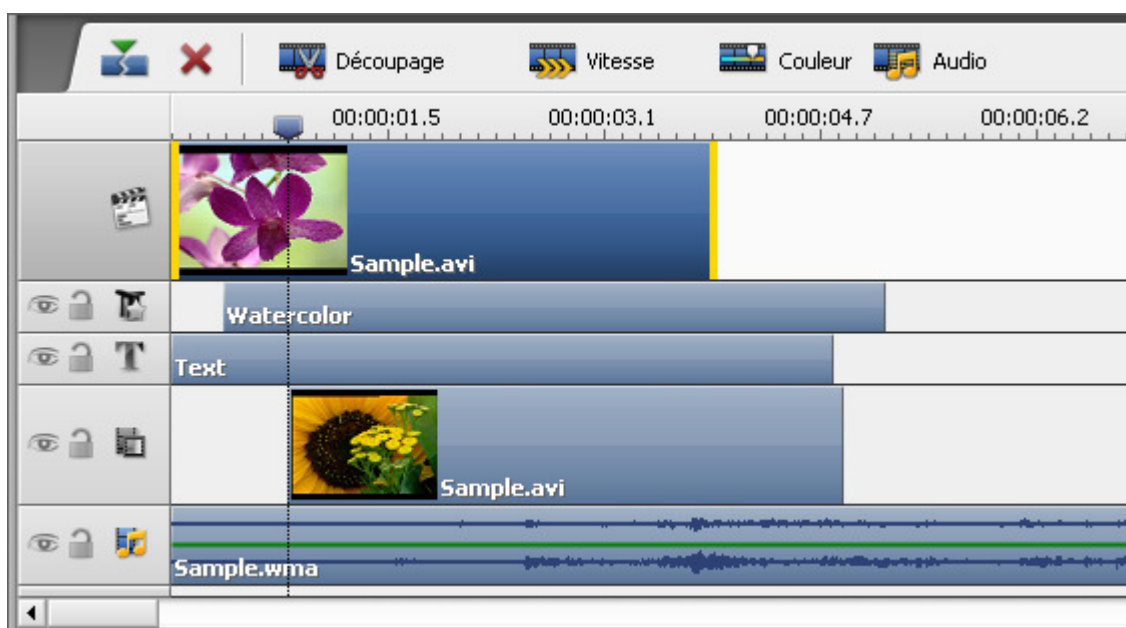 Découpage Vitesse Couleur Audio
00:00:01.5 00:00:03.1 00:00:04.7 00:00:06.2
Sample.avi
Watercolor
T Text
Sample.avi
Sample.wma